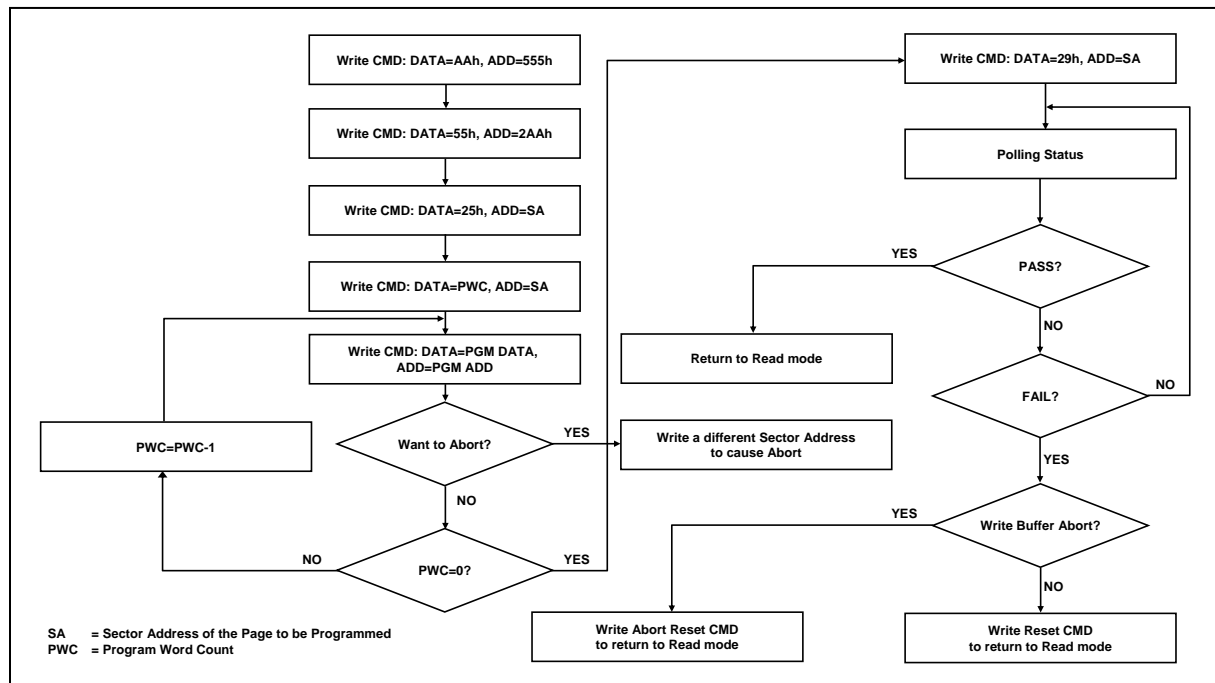 Write CMD: DATA=AAh, ADD=555h
Write CMD: DATA=55h, ADD=2AAh
Write CMD: DATA=25h, ADD=SA
Write CMD: DATA=PWC, ADD=SA
Write CMD: DATA=PGM DATA,
ADD=PGM ADD
PWC=PWC-1
Want to Abort?
YES
Write a different Sector Address
to cause Abort
NO
PWC=0?
NO
YES
Write CMD: DATA=29h, ADD=SA
Polling Status
PASS?
YES
Return to Read mode
NO
FAIL?
NO
YES
Write Buffer Abort?
YES
Write Abort Reset CMD
to return to Read mode
NO
Write Reset CMD
to return to Read mode
SA = Sector Address of the Page to be Programmed
PWC = Program Word Count